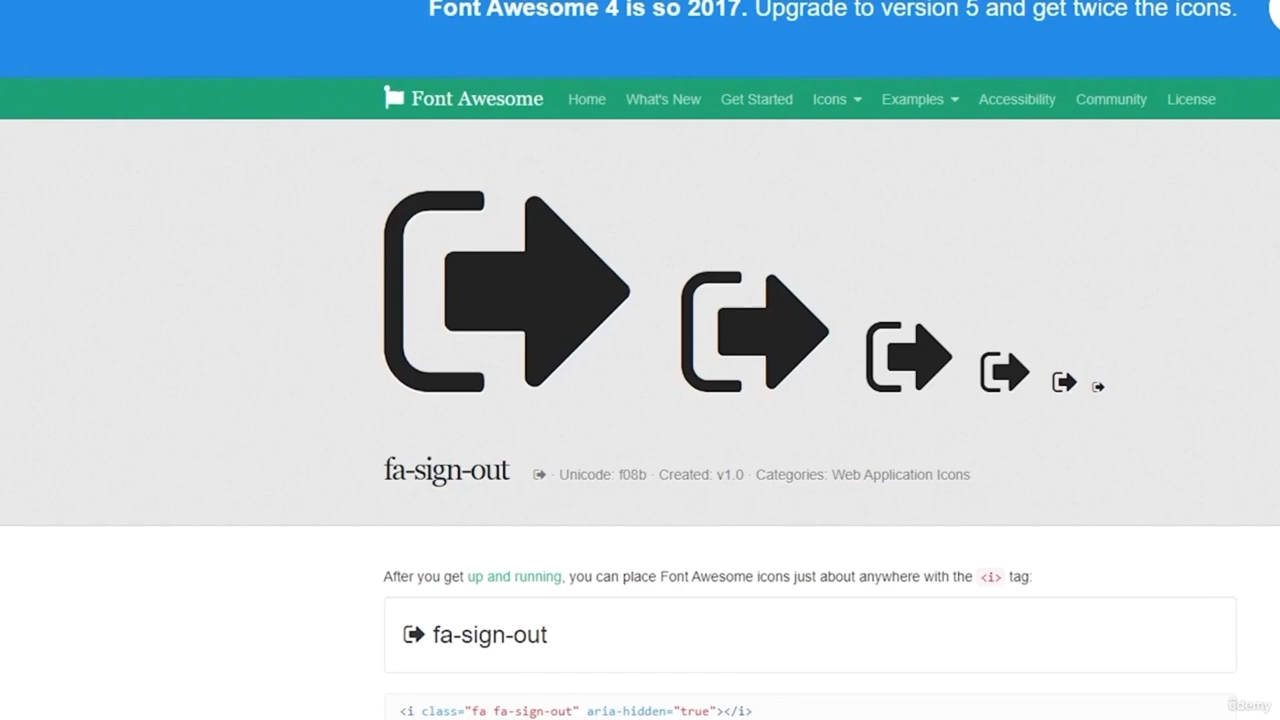 Font Awesome 4 is so 2017. Upgrade to version 5 and get twice the icons.
Font Awesome Home What's New Get Started Icons Examples Accessibility Community License
fa-sign-out · Unicode: f08b · Created: v1.0 · Categories: Web Application Icons
After you get up and running, you can place Font Awesome icons just about anywhere with the <i> tag:
fa-sign-out
<i class="fa fa-sign-out" aria-hidden="true"></i>
ûdemy